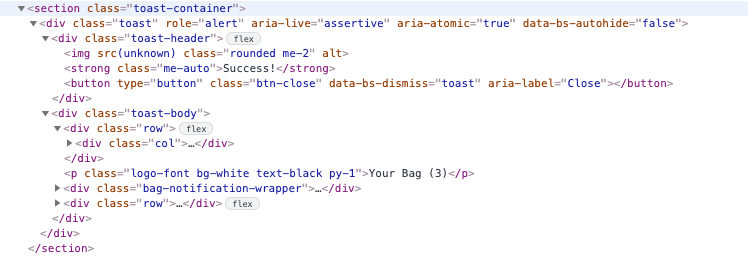 <section class="toast-container">
<div class="toast" role="alert" aria-live="assertive" aria-atomic="true" data-bs-autohide="false">
<div class="toast-header"> flex
<img src(unknown) class="rounded me-2" alt>
<strong class="me-auto">Success!</strong>
<button type="button" class="btn-close" data-bs-dismiss="toast" aria-label="Close"></button>
</div>
<div class="toast-body">
<div class="row"> flex
<div class="col">…</div>
</div>
<p class="logo-font bg-white text-black py-1">Your Bag (3)</p>
<div class="bag-notification-wrapper">…</div>
<div class="row">…</div> flex
</div>
</div>
</section>